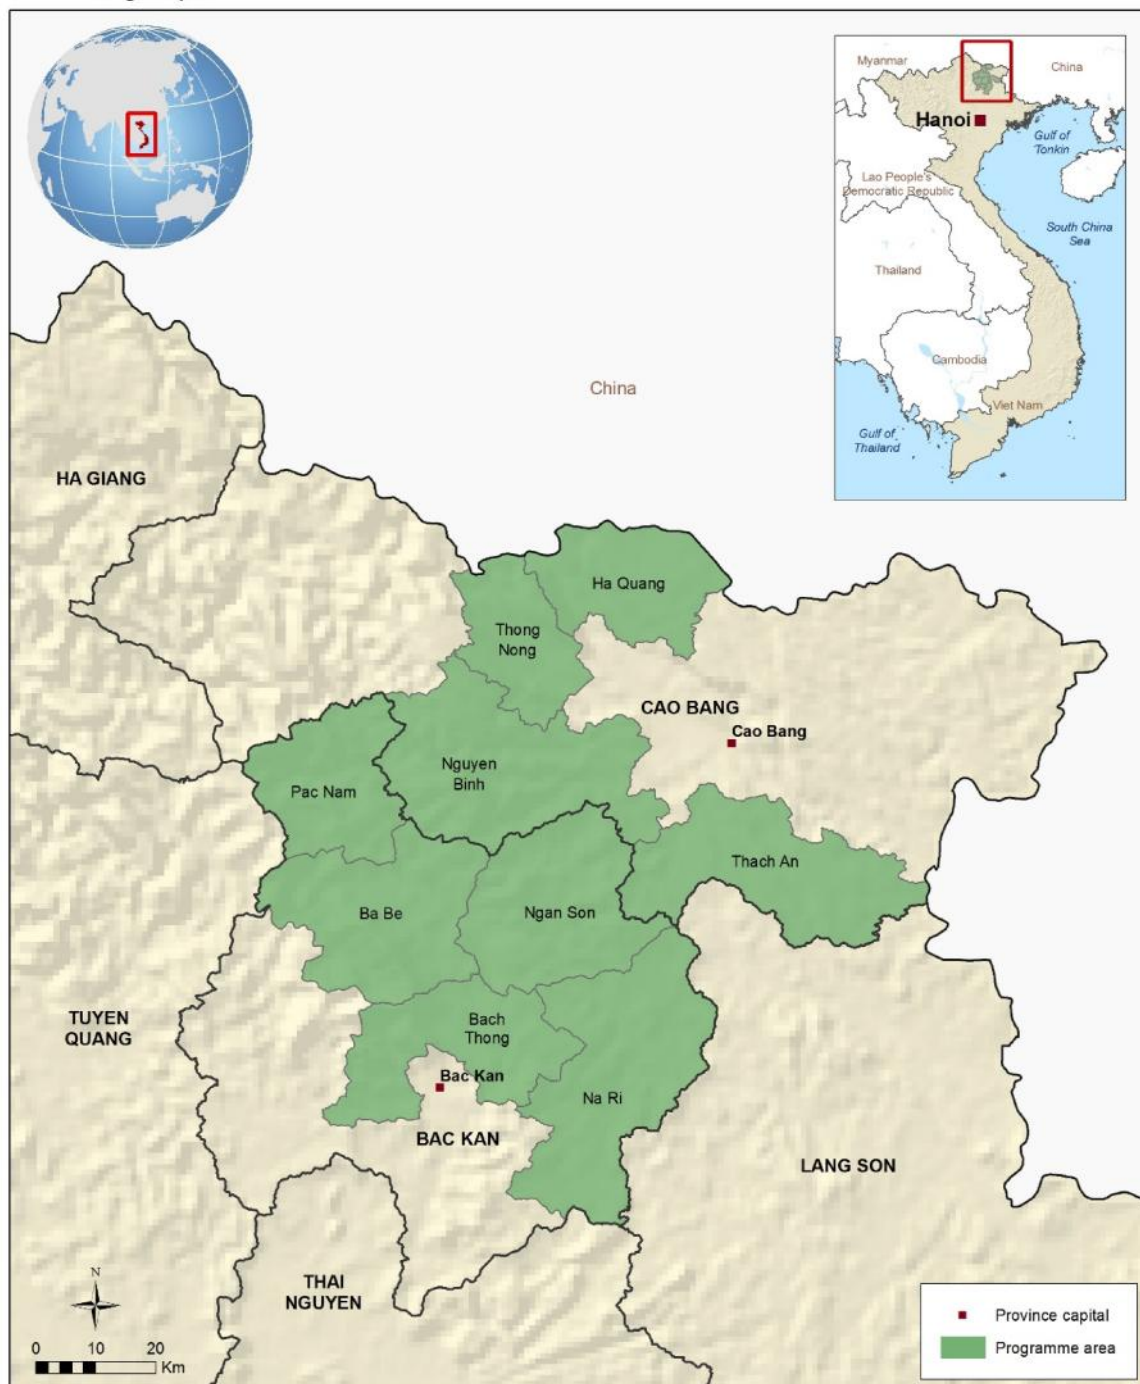 Myanmar
China
Hanoi
Gulf of
Tonkin
Lao People's
Democratic Republic
South China
Sea
Thailand
Cambodia
Viet Nam
Gulf of
Thailand
China
HA GIANG
Ha Quang
Thong
Nong
CAO BANG
Cao Bang
Nguyen
Binh
Pac Nam
Thach An
Ba Be
Ngan Son
TUYEN
QUANG
Bach
Thong
Bac Kan
Na Ri
BAC KAN
LANG SON
THAI
NGUYEN
N
0 10 20
Km
Province capital
Programme area